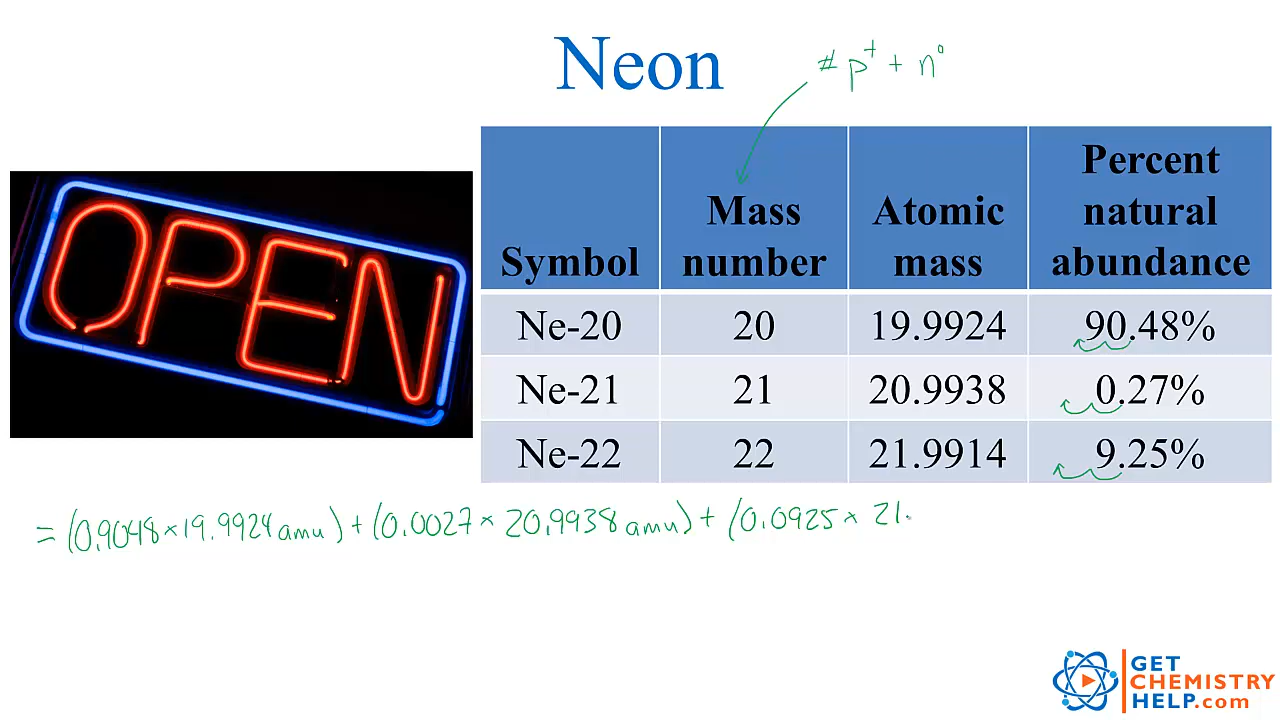 Neon
# p⁺ + n⁰
OPEN
Symbol Mass number Atomic mass Percent natural abundance
Ne-20 20 19.9924 90.48%
Ne-21 21 20.9938 0.27%
Ne-22 22 21.9914 9.25%
= (0.9048 × 19.9924 amu) + (0.0027 × 20.9938 amu) + (0.0925 × 21.
GET
CHEMISTRY
HELP.com